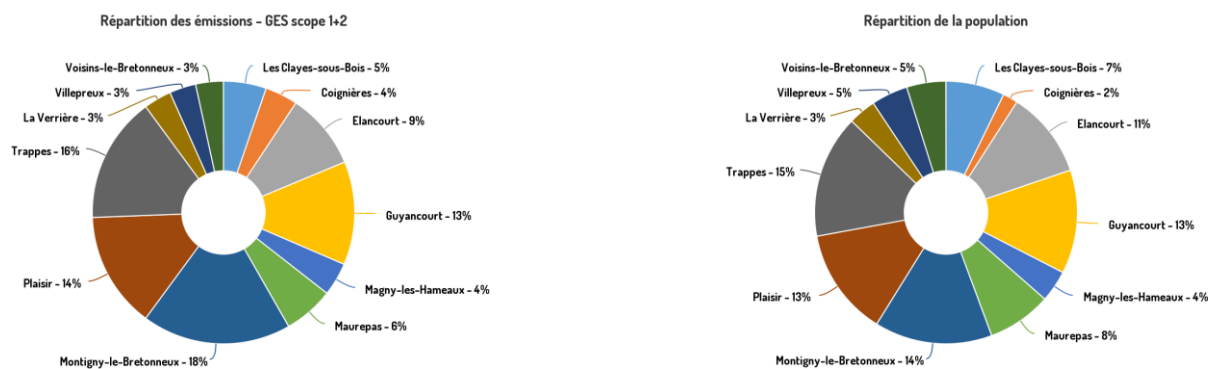 Répartition des émissions – GES scope 1+2
Voisins-le-Bretonneux – 3%
Les Clayes-sous-Bois – 5%
Villepreux – 3%
Coignières – 4%
La Verrière – 3%
Elancourt – 9%
Trappes – 16%
Guyancourt – 13%
Plaisir – 14%
Magny-les-Hameaux – 4%
Maurepas – 6%
Montigny-le-Bretonneux – 18%
Répartition de la population
Voisins-le-Bretonneux – 5%
Les Clayes-sous-Bois – 7%
Villepreux – 5%
Coignières – 2%
La Verrière – 3%
Elancourt – 11%
Trappes – 15%
Guyancourt – 13%
Plaisir – 13%
Magny-les-Hameaux – 4%
Maurepas – 8%
Montigny-le-Bretonneux – 14%